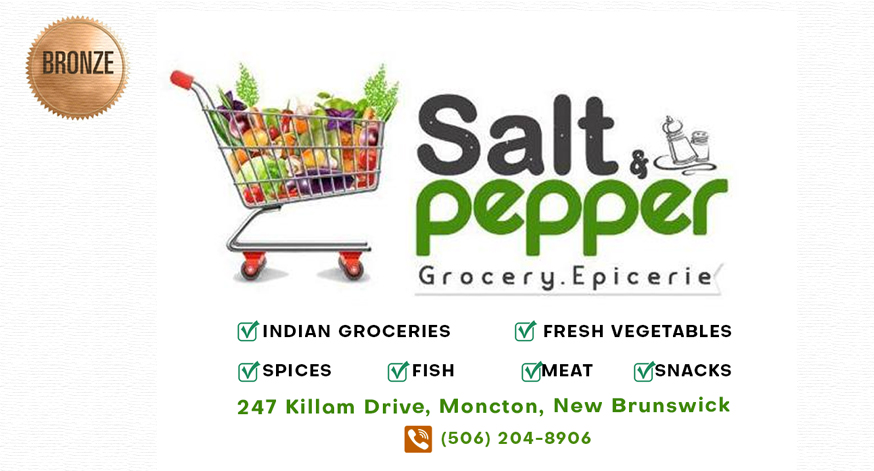 BRONZE
Salt &
pepper
Grocery.Epicerie
INDIAN GROCERIES FRESH VEGETABLES
SPICES FISH MEAT SNACKS
247 Killam Drive, Moncton, New Brunswick
(506) 204-8906